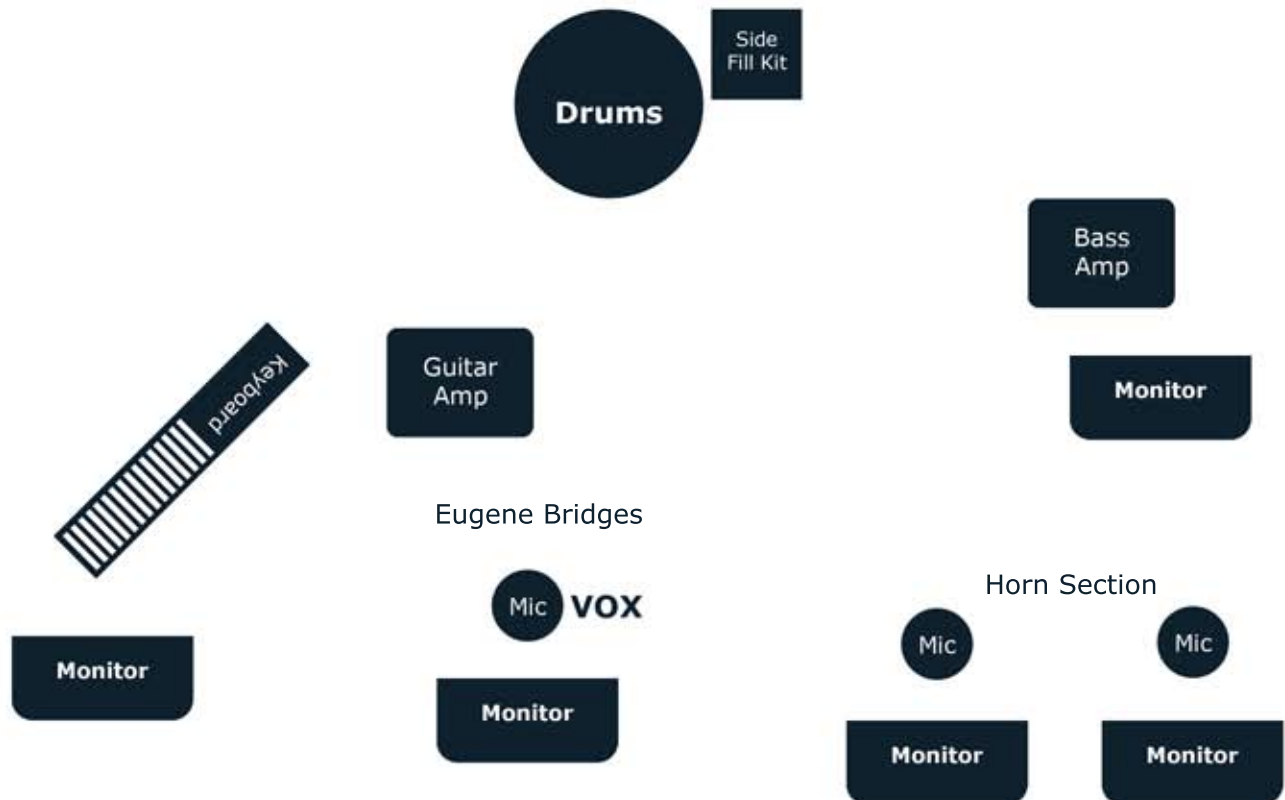 Side
Fill Kit
Drums
Bass
Amp
Guitar
Amp
Keyboard
Monitor
Eugene Bridges
Horn Section
Mic
VOX
Mic
Mic
Monitor
Monitor
Monitor
Monitor